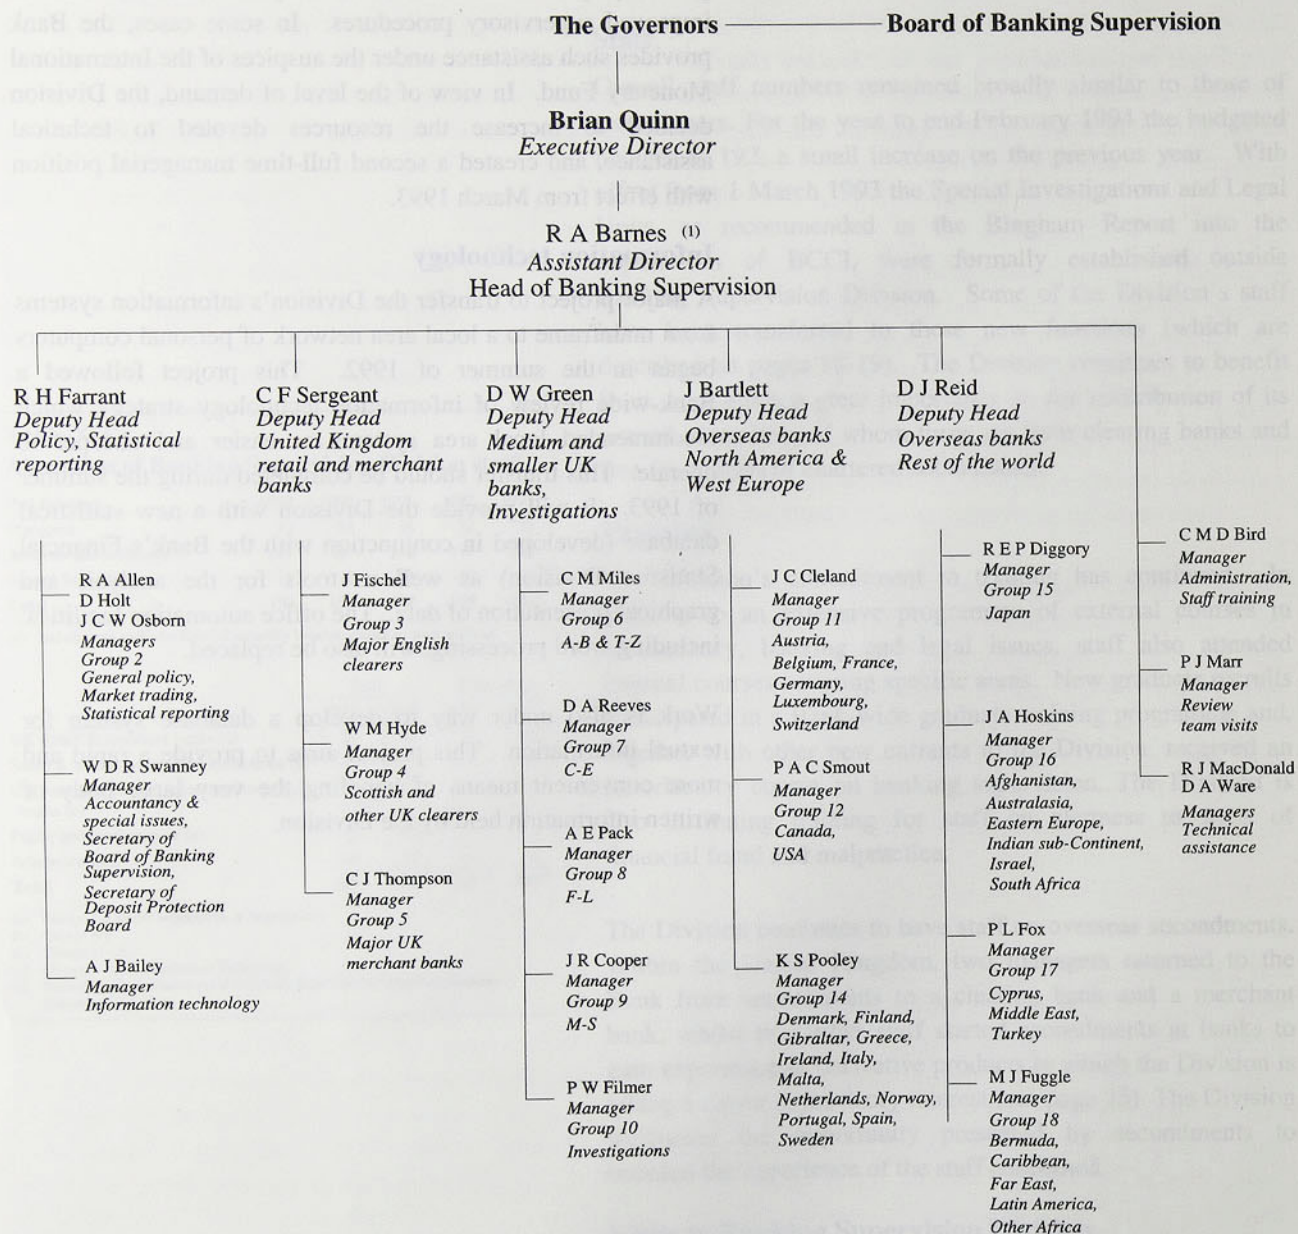 The Governors Board of Banking Supervision
Brian Quinn
Executive Director
R A Barnes (1)
Assistant Director
Head of Banking Supervision
R H Farrant
Deputy Head
Policy, Statistical
reporting
C F Sergeant
Deputy Head
United Kingdom
retail and merchant
banks
D W Green
Deputy Head
Medium and
smaller UK
banks,
Investigations
J Bartlett
Deputy Head
Overseas banks
North America &
West Europe
D J Reid
Deputy Head
Overseas banks
Rest of the world
R A Allen
D Holt
J C W Osborn
Managers
Group 2
General policy,
Market trading,
Statistical reporting
W D R Swanney
Manager
Accountancy &
special issues,
Secretary of
Board of Banking
Supervision,
Secretary of
Deposit Protection
Board
A J Bailey
Manager
Information technology
J Fischel
Manager
Group 3
Major English
clearers
W M Hyde
Manager
Group 4
Scottish and
other UK clearers
C J Thompson
Manager
Group 5
Major UK
merchant banks
C M Miles
Manager
Group 6
A-B & T-Z
D A Reeves
Manager
Group 7
C-E
A E Pack
Manager
Group 8
F-L
J R Cooper
Manager
Group 9
M-S
P W Filmer
Manager
Group 10
Investigations
J C Cleland
Manager
Group 11
Austria,
Belgium, France,
Germany,
Luxembourg,
Switzerland
P A C Smout
Manager
Group 12
Canada,
USA
K S Pooley
Manager
Group 14
Denmark, Finland,
Gibraltar, Greece,
Ireland, Italy,
Malta,
Netherlands, Norway,
Portugal, Spain,
Sweden
R E P Diggory
Manager
Group 15
Japan
J A Hoskins
Manager
Group 16
Afghanistan,
Australasia,
Eastern Europe,
Indian sub-Continent,
Israel,
South Africa
P L Fox
Manager
Group 17
Cyprus,
Middle East,
Turkey
M J Fuggle
Manager
Group 18
Bermuda,
Caribbean,
Far East,
Latin America,
Other Africa
C M D Bird
Manager
Administration,
Staff training
P J Marr
Manager
Review
team visits
R J MacDonald
D A Ware
Managers
Technical
assistance